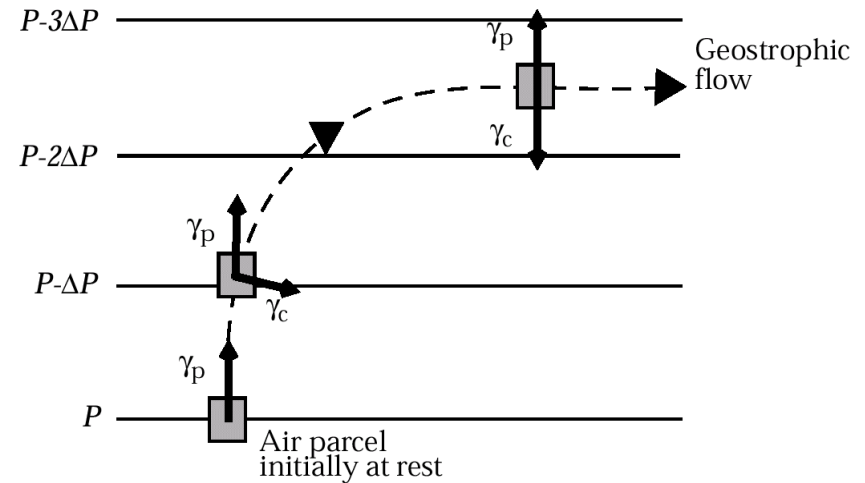 P-3ΔP
γp
Geostrophic
flow
γc
P-2ΔP
γp
P-ΔP
γc
γp
P
Air parcel
initially at rest